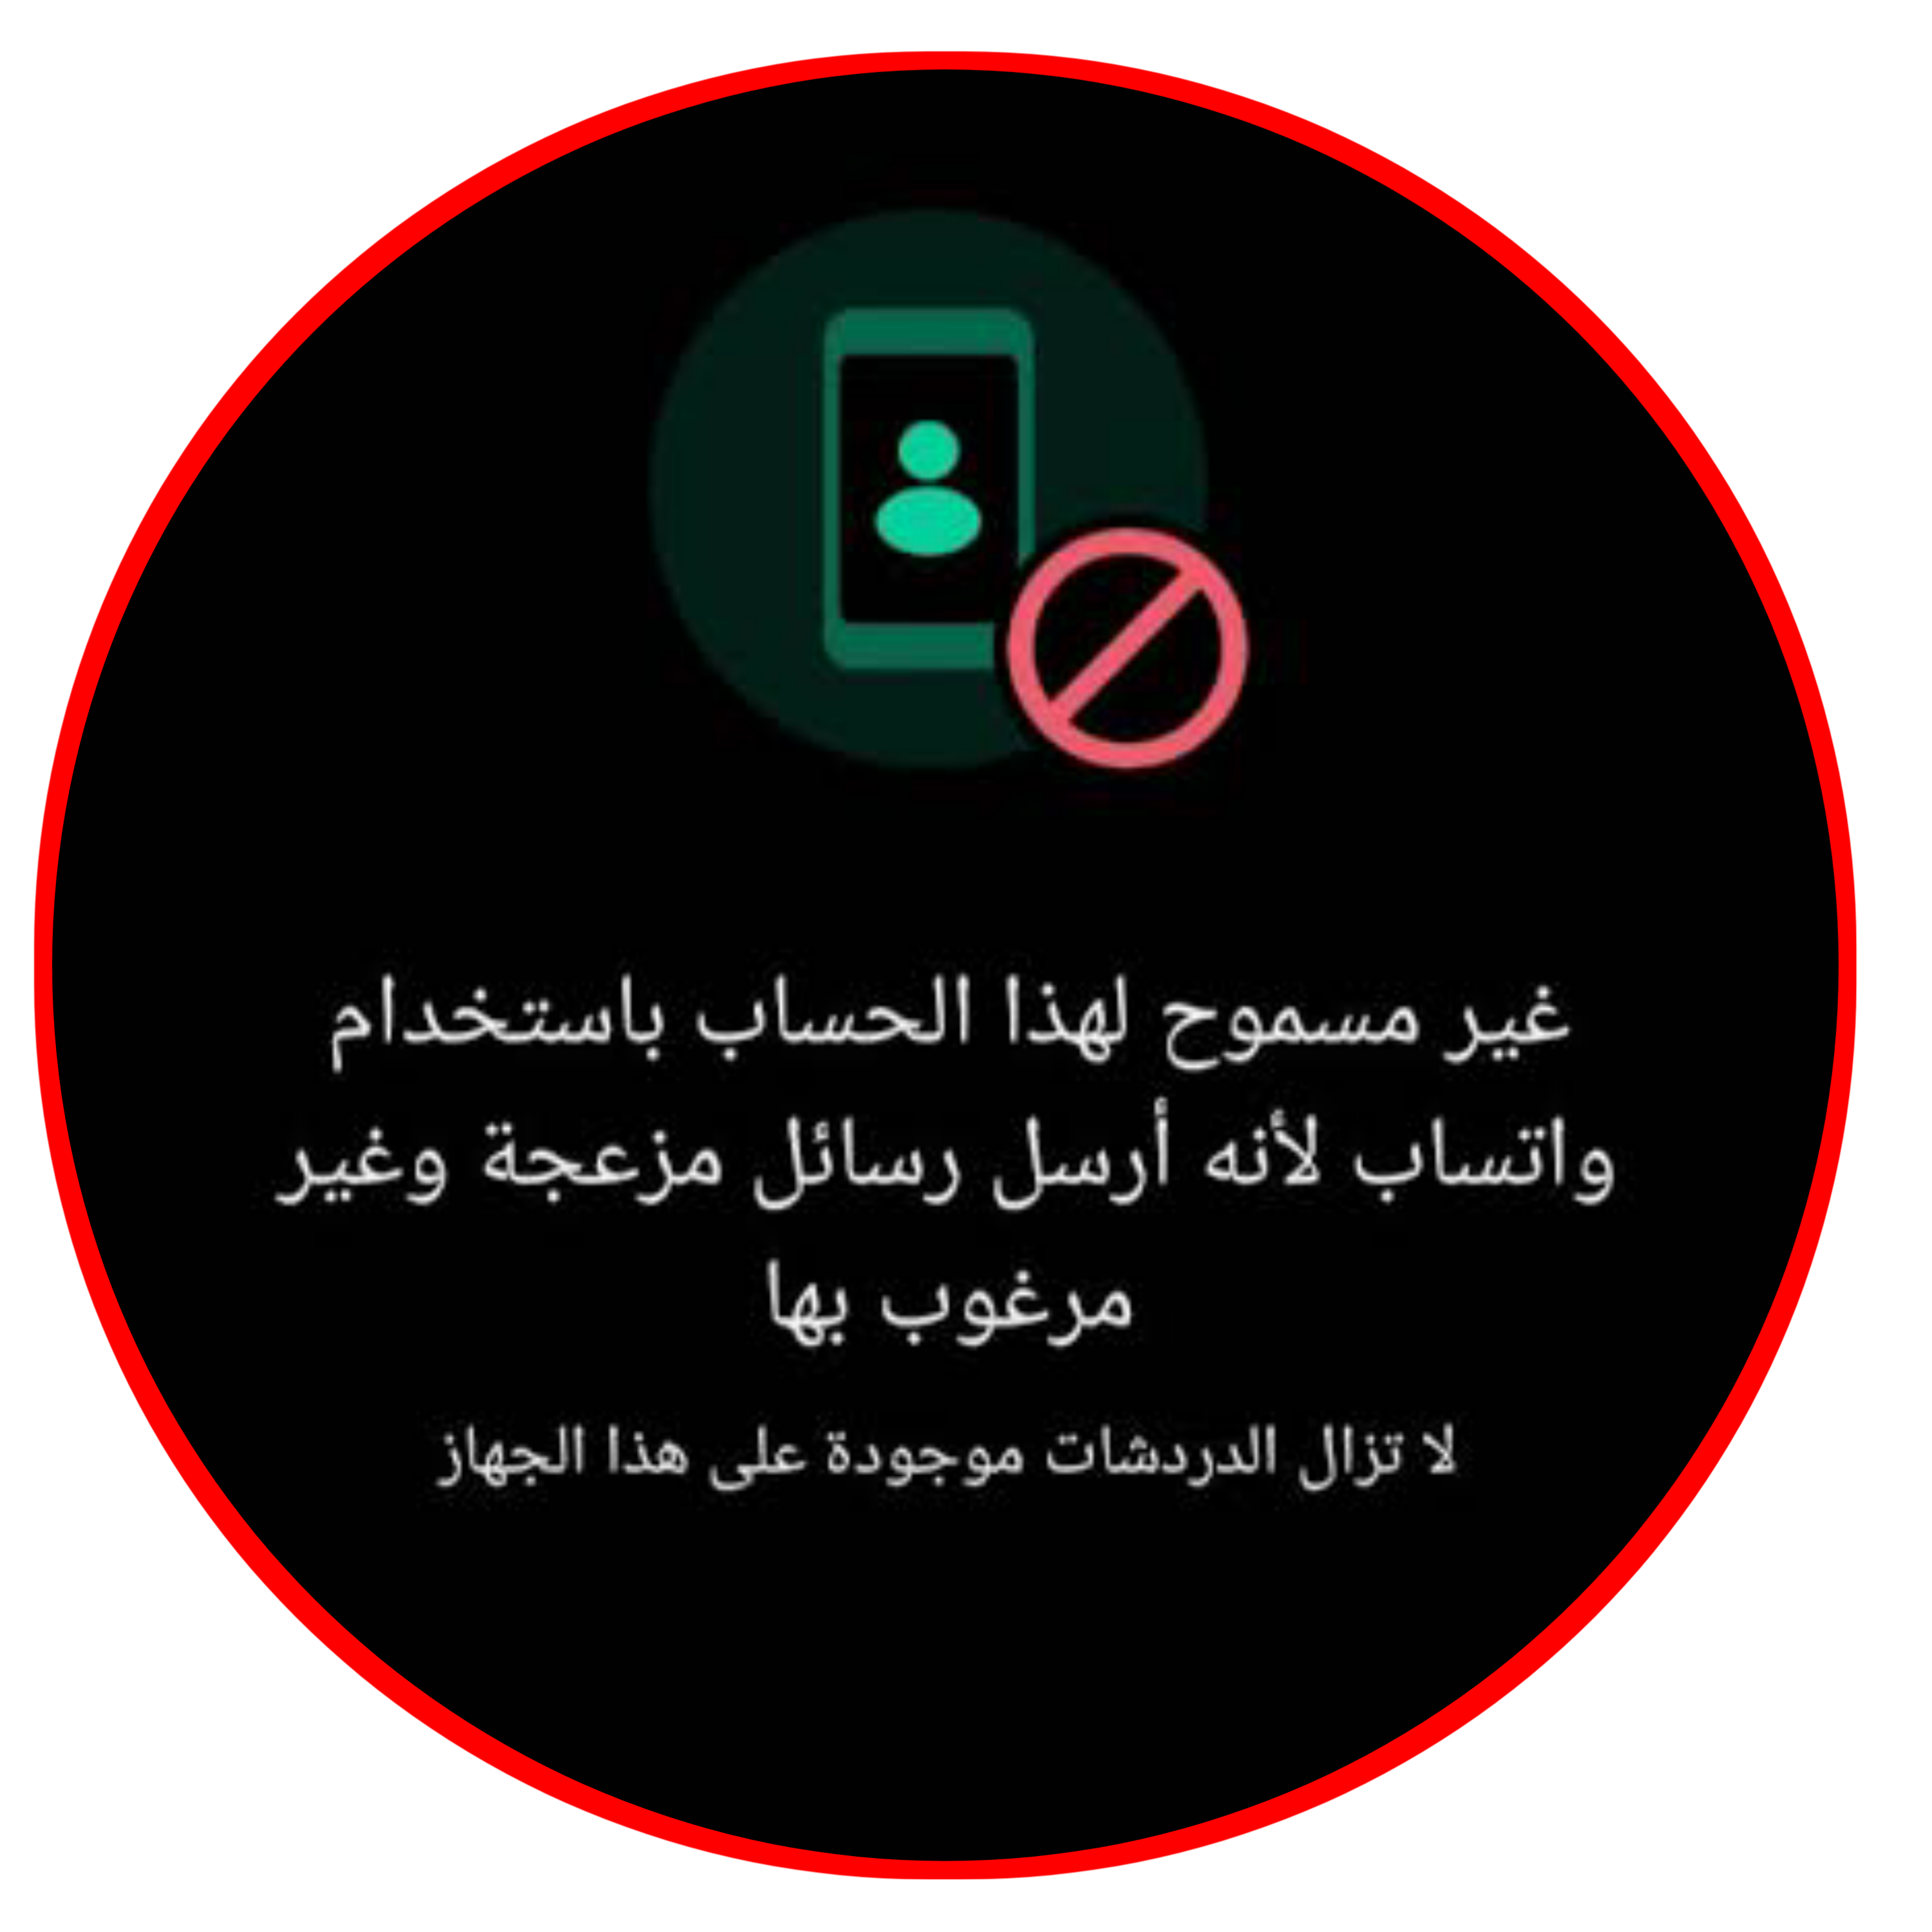 غير مسموح لهذا الحساب باستخدام
واتساب لأنه أرسل رسائل مزعجة وغير
مرغوب بها
لا تزال الدردشات موجودة على هذا الجهاز